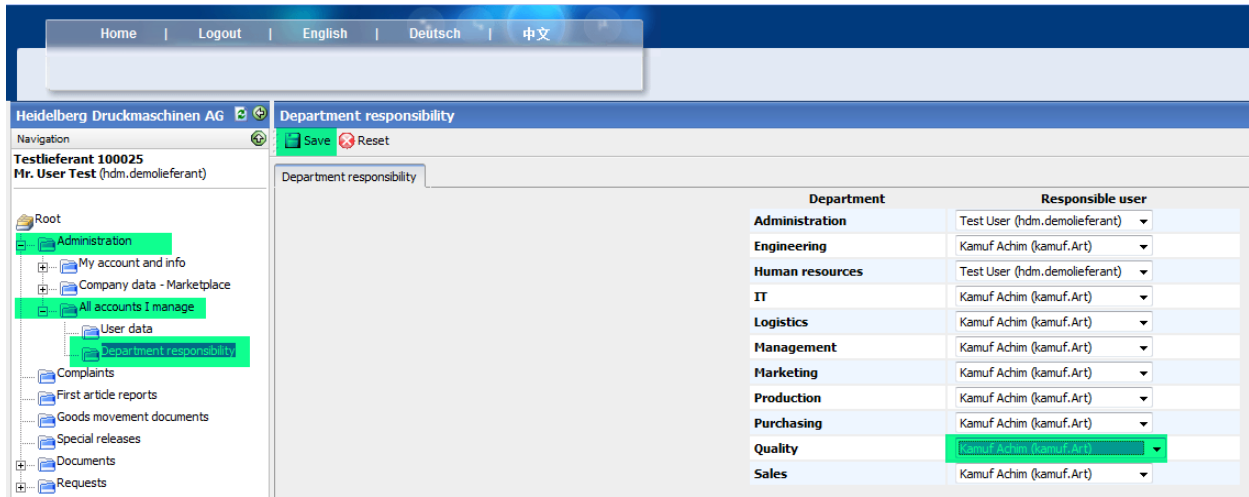 Home | Logout | English | Deutsch | 中文
Heidelberg Druckmaschinen AG
Navigation
Testlieferant 100025
Mr. User Test (hdm.demolieferant)
Root
Administration
My account and info
Company data - Marketplace
All accounts I manage
User data
Department responsibility
Complaints
First article reports
Goods movement documents
Special releases
Documents
Requests
Department responsibility
Save Reset
Department responsibility
Department Responsible user
Administration Test User (hdm.demolieferant)
Engineering Kamuf Achim (kamuf.Art)
Human resources Test User (hdm.demolieferant)
IT Kamuf Achim (kamuf.Art)
Logistics Kamuf Achim (kamuf.Art)
Management Kamuf Achim (kamuf.Art)
Marketing Kamuf Achim (kamuf.Art)
Production Kamuf Achim (kamuf.Art)
Purchasing Kamuf Achim (kamuf.Art)
Quality Kamuf Achim (kamuf.Art)
Sales Kamuf Achim (kamuf.Art)